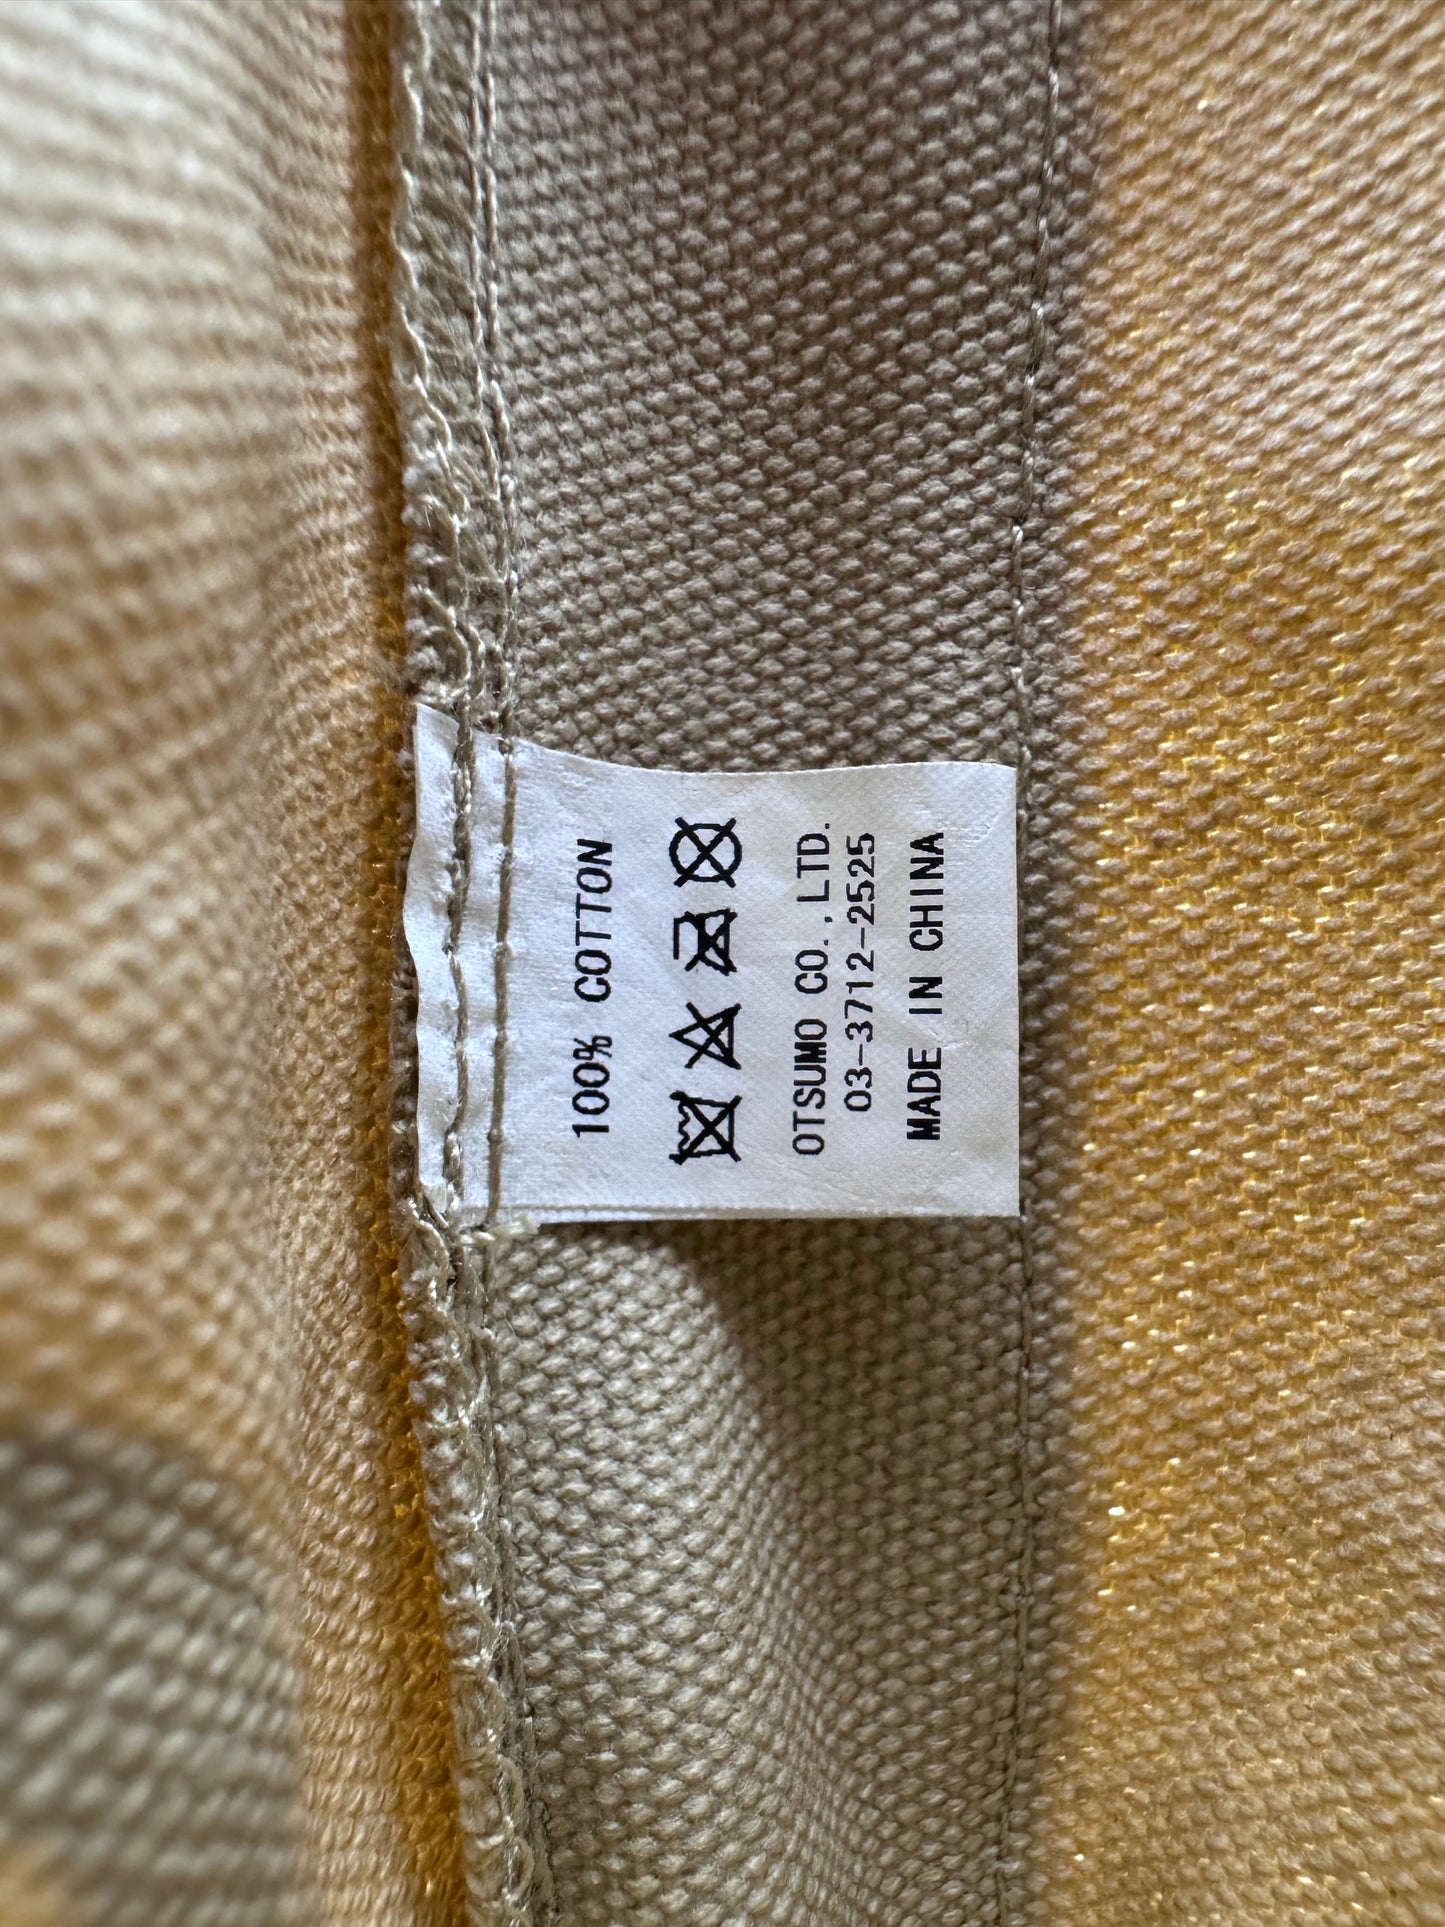 100% COTTON
OTSUMO CO.,LTD.
03-3712-2525
MADE IN CHINA